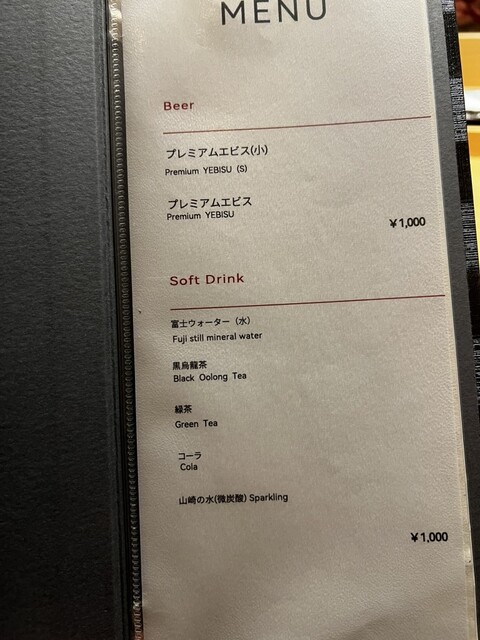 MENU
Beer
プレミアムエビス(小)
Premium YEBISU (S)
プレミアムエビス
Premium YEBISU
¥1,000
Soft Drink
富士ウォーター（水）
Fuji still mineral water
黒烏龍茶
Black Oolong Tea
緑茶
Green Tea
コーラ
Cola
山崎の水(微炭酸) Sparkling
¥1,000